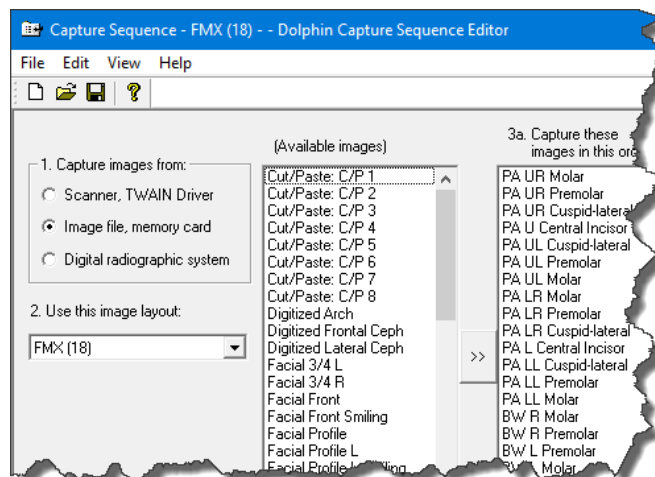 Capture Sequence - FMX (18) - - Dolphin Capture Sequence Editor
File Edit View Help
1. Capture images from:
Scanner, TWAIN Driver
Image file, memory card
Digital radiographic system
2. Use this image layout:
FMX (18)
(Available images)
Cut/Paste: C/P 1
Cut/Paste: C/P 2
Cut/Paste: C/P 3
Cut/Paste: C/P 4
Cut/Paste: C/P 5
Cut/Paste: C/P 6
Cut/Paste: C/P 7
Cut/Paste: C/P 8
Digitized Arch
Digitized Frontal Ceph
Digitized Lateral Ceph
Facial 3/4 L
Facial 3/4 R
Facial Front
Facial Front Smiling
Facial Profile
Facial Profile L
Facial Profile
>>
3a. Capture these
images in this
PA UR Molar
PA UR Premolar
PA UR Cuspid-lateral
PA U Central Incisor
PA UL Cuspid-lateral
PA UL Premolar
PA UL Molar
PA LR Molar
PA LR Premolar
PA LR Cuspid-lateral
PA L Central Incisor
PA LL Cuspid-lateral
PA LL Premolar
PA LL Molar
BW R Molar
BW R Premolar
BW L Premolar
Molar